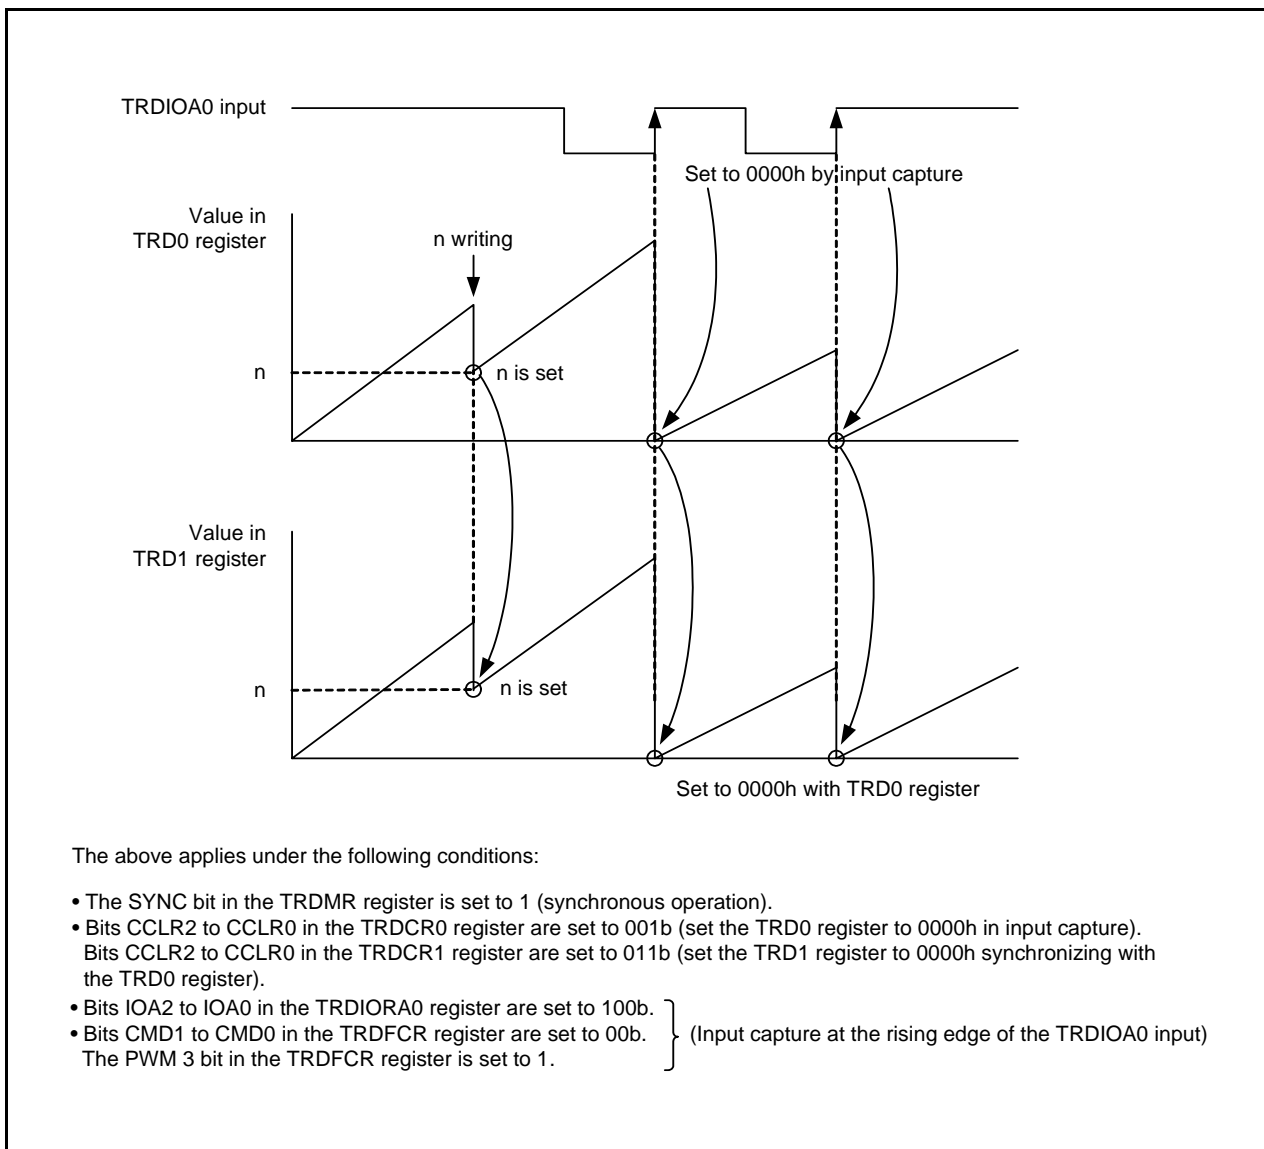 TRDIOA0 input
Set to 0000h by input capture
Value in
TRD0 register
n writing
n
n is set
Value in
TRD1 register
n
n is set
Set to 0000h with TRD0 register
The above applies under the following conditions:
• The SYNC bit in the TRDMR register is set to 1 (synchronous operation).
• Bits CCLR2 to CCLR0 in the TRDCR0 register are set to 001b (set the TRD0 register to 0000h in input capture).
Bits CCLR2 to CCLR0 in the TRDCR1 register are set to 011b (set the TRD1 register to 0000h synchronizing with
the TRD0 register).
• Bits IOA2 to IOA0 in the TRDIORA0 register are set to 100b.
• Bits CMD1 to CMD0 in the TRDFCR register are set to 00b.
The PWM 3 bit in the TRDFCR register is set to 1.
(Input capture at the rising edge of the TRDIOA0 input)